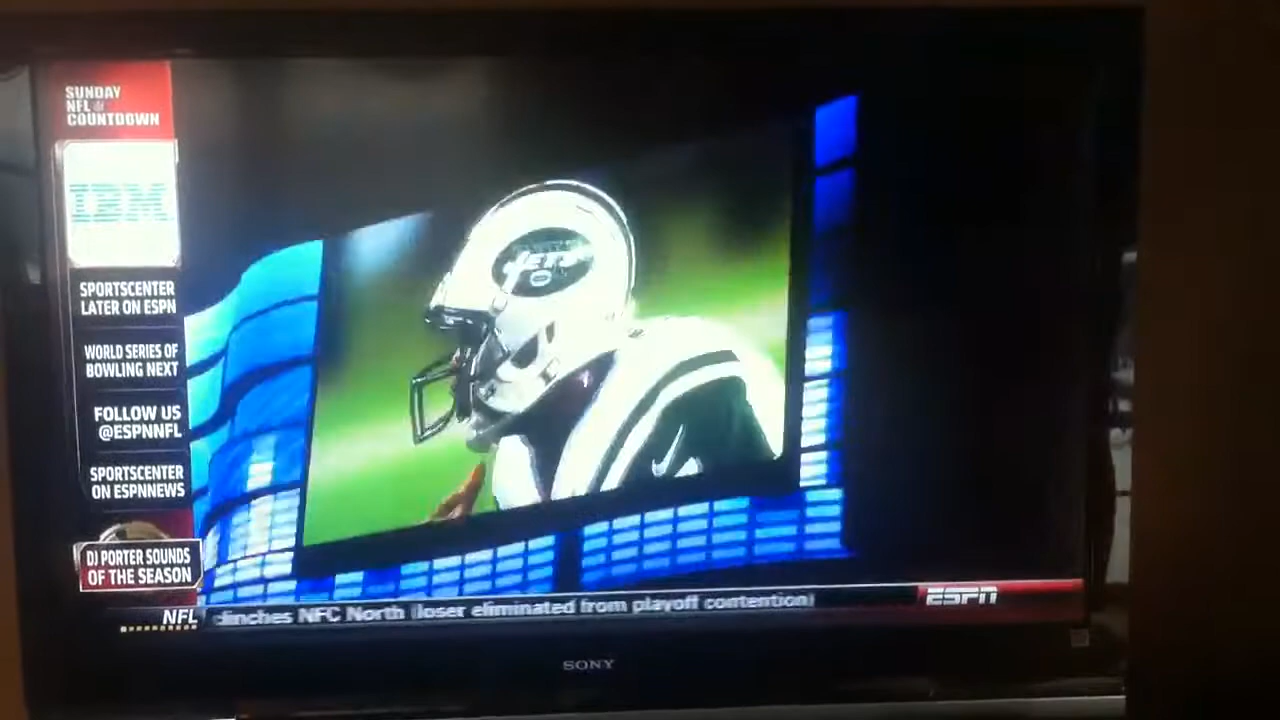 SUNDAY
NFL
COUNTDOWN
IBM
SPORTSCENTER
LATER ON ESPN
WORLD SERIES OF
BOWLING NEXT
FOLLOW US
@ESPNNFL
SPORTSCENTER
ON ESPNNEWS
DJ PORTER SOUNDS
OF THE SEASON
JETS
NFL clinches NFC North (loser eliminated from playoff contention)
ESPN
SONY